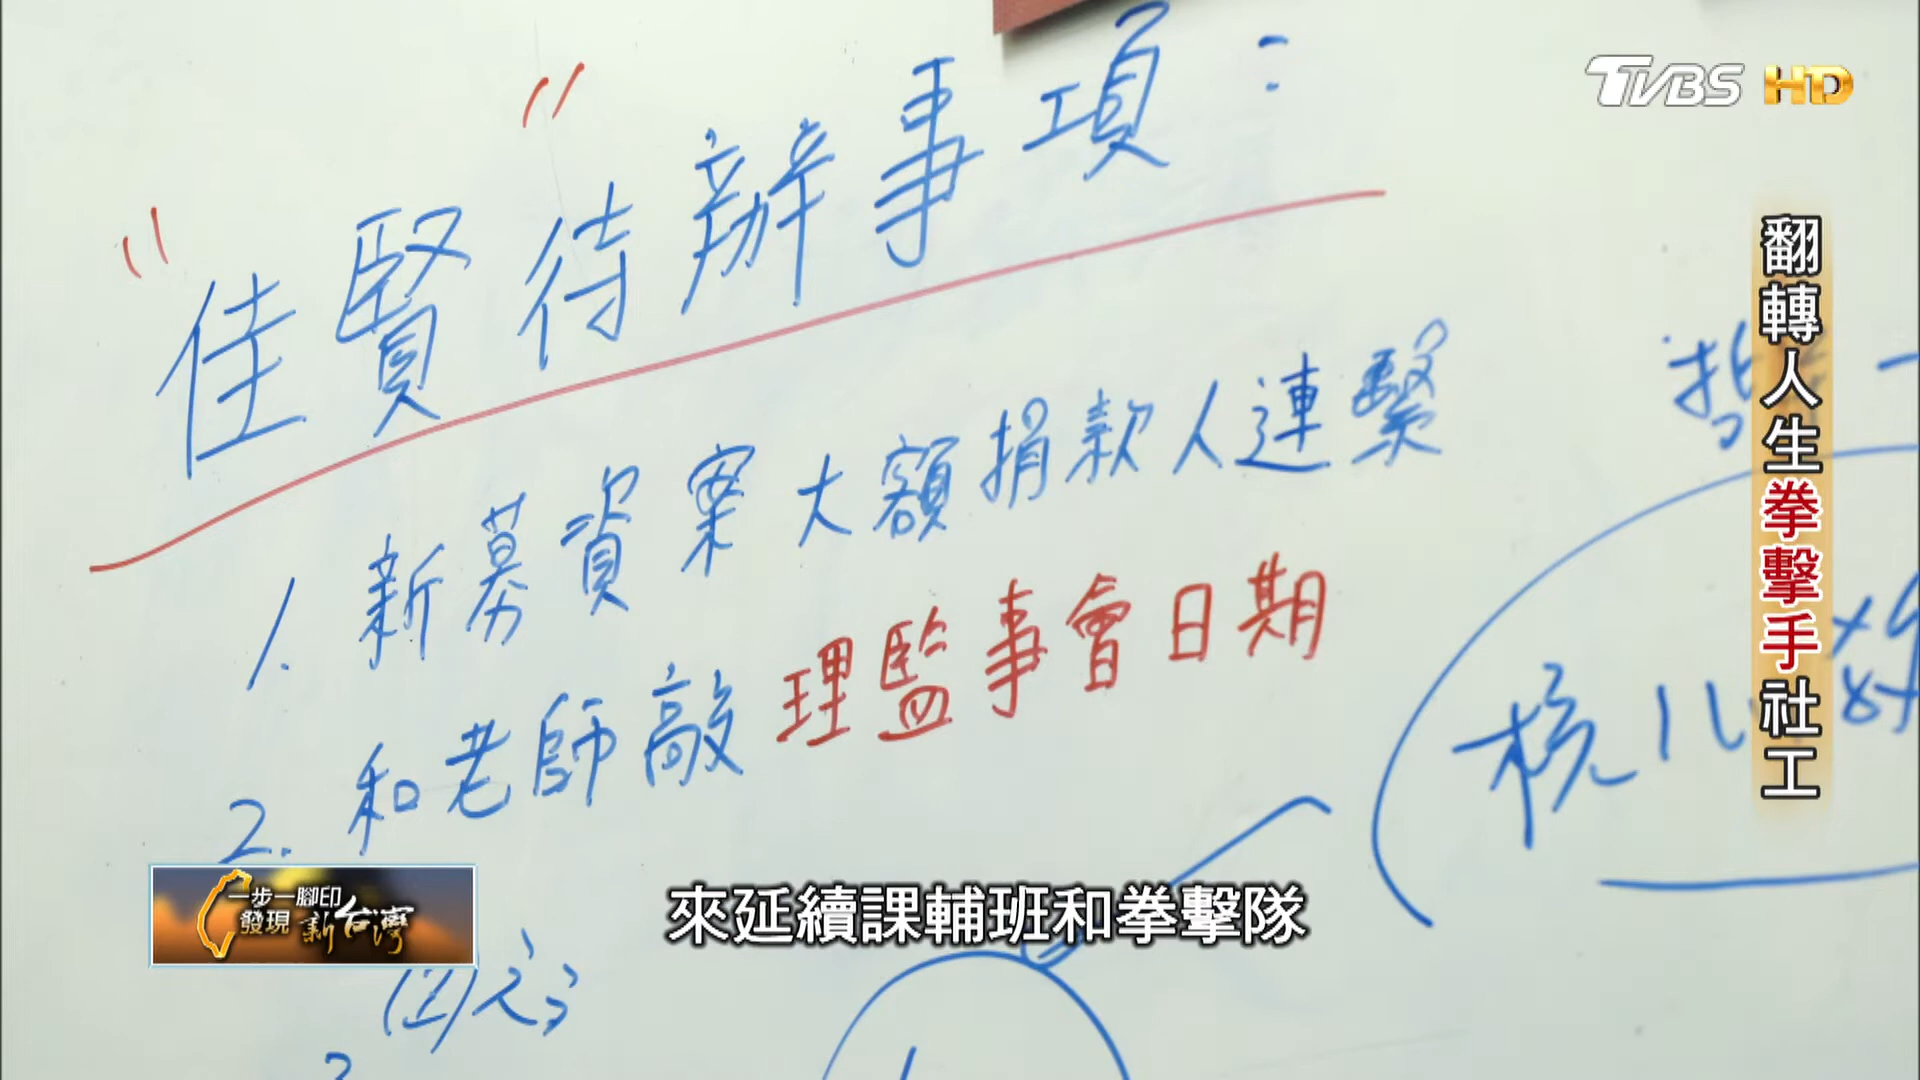 TVBS HD
"佳賢待辦事項:"
1. 新募資案大額捐款人連繫
2. 和老師敲理監事會日期
翻轉人生拳擊手社工
一步一腳印
發現新台灣
來延續課輔班和拳擊隊